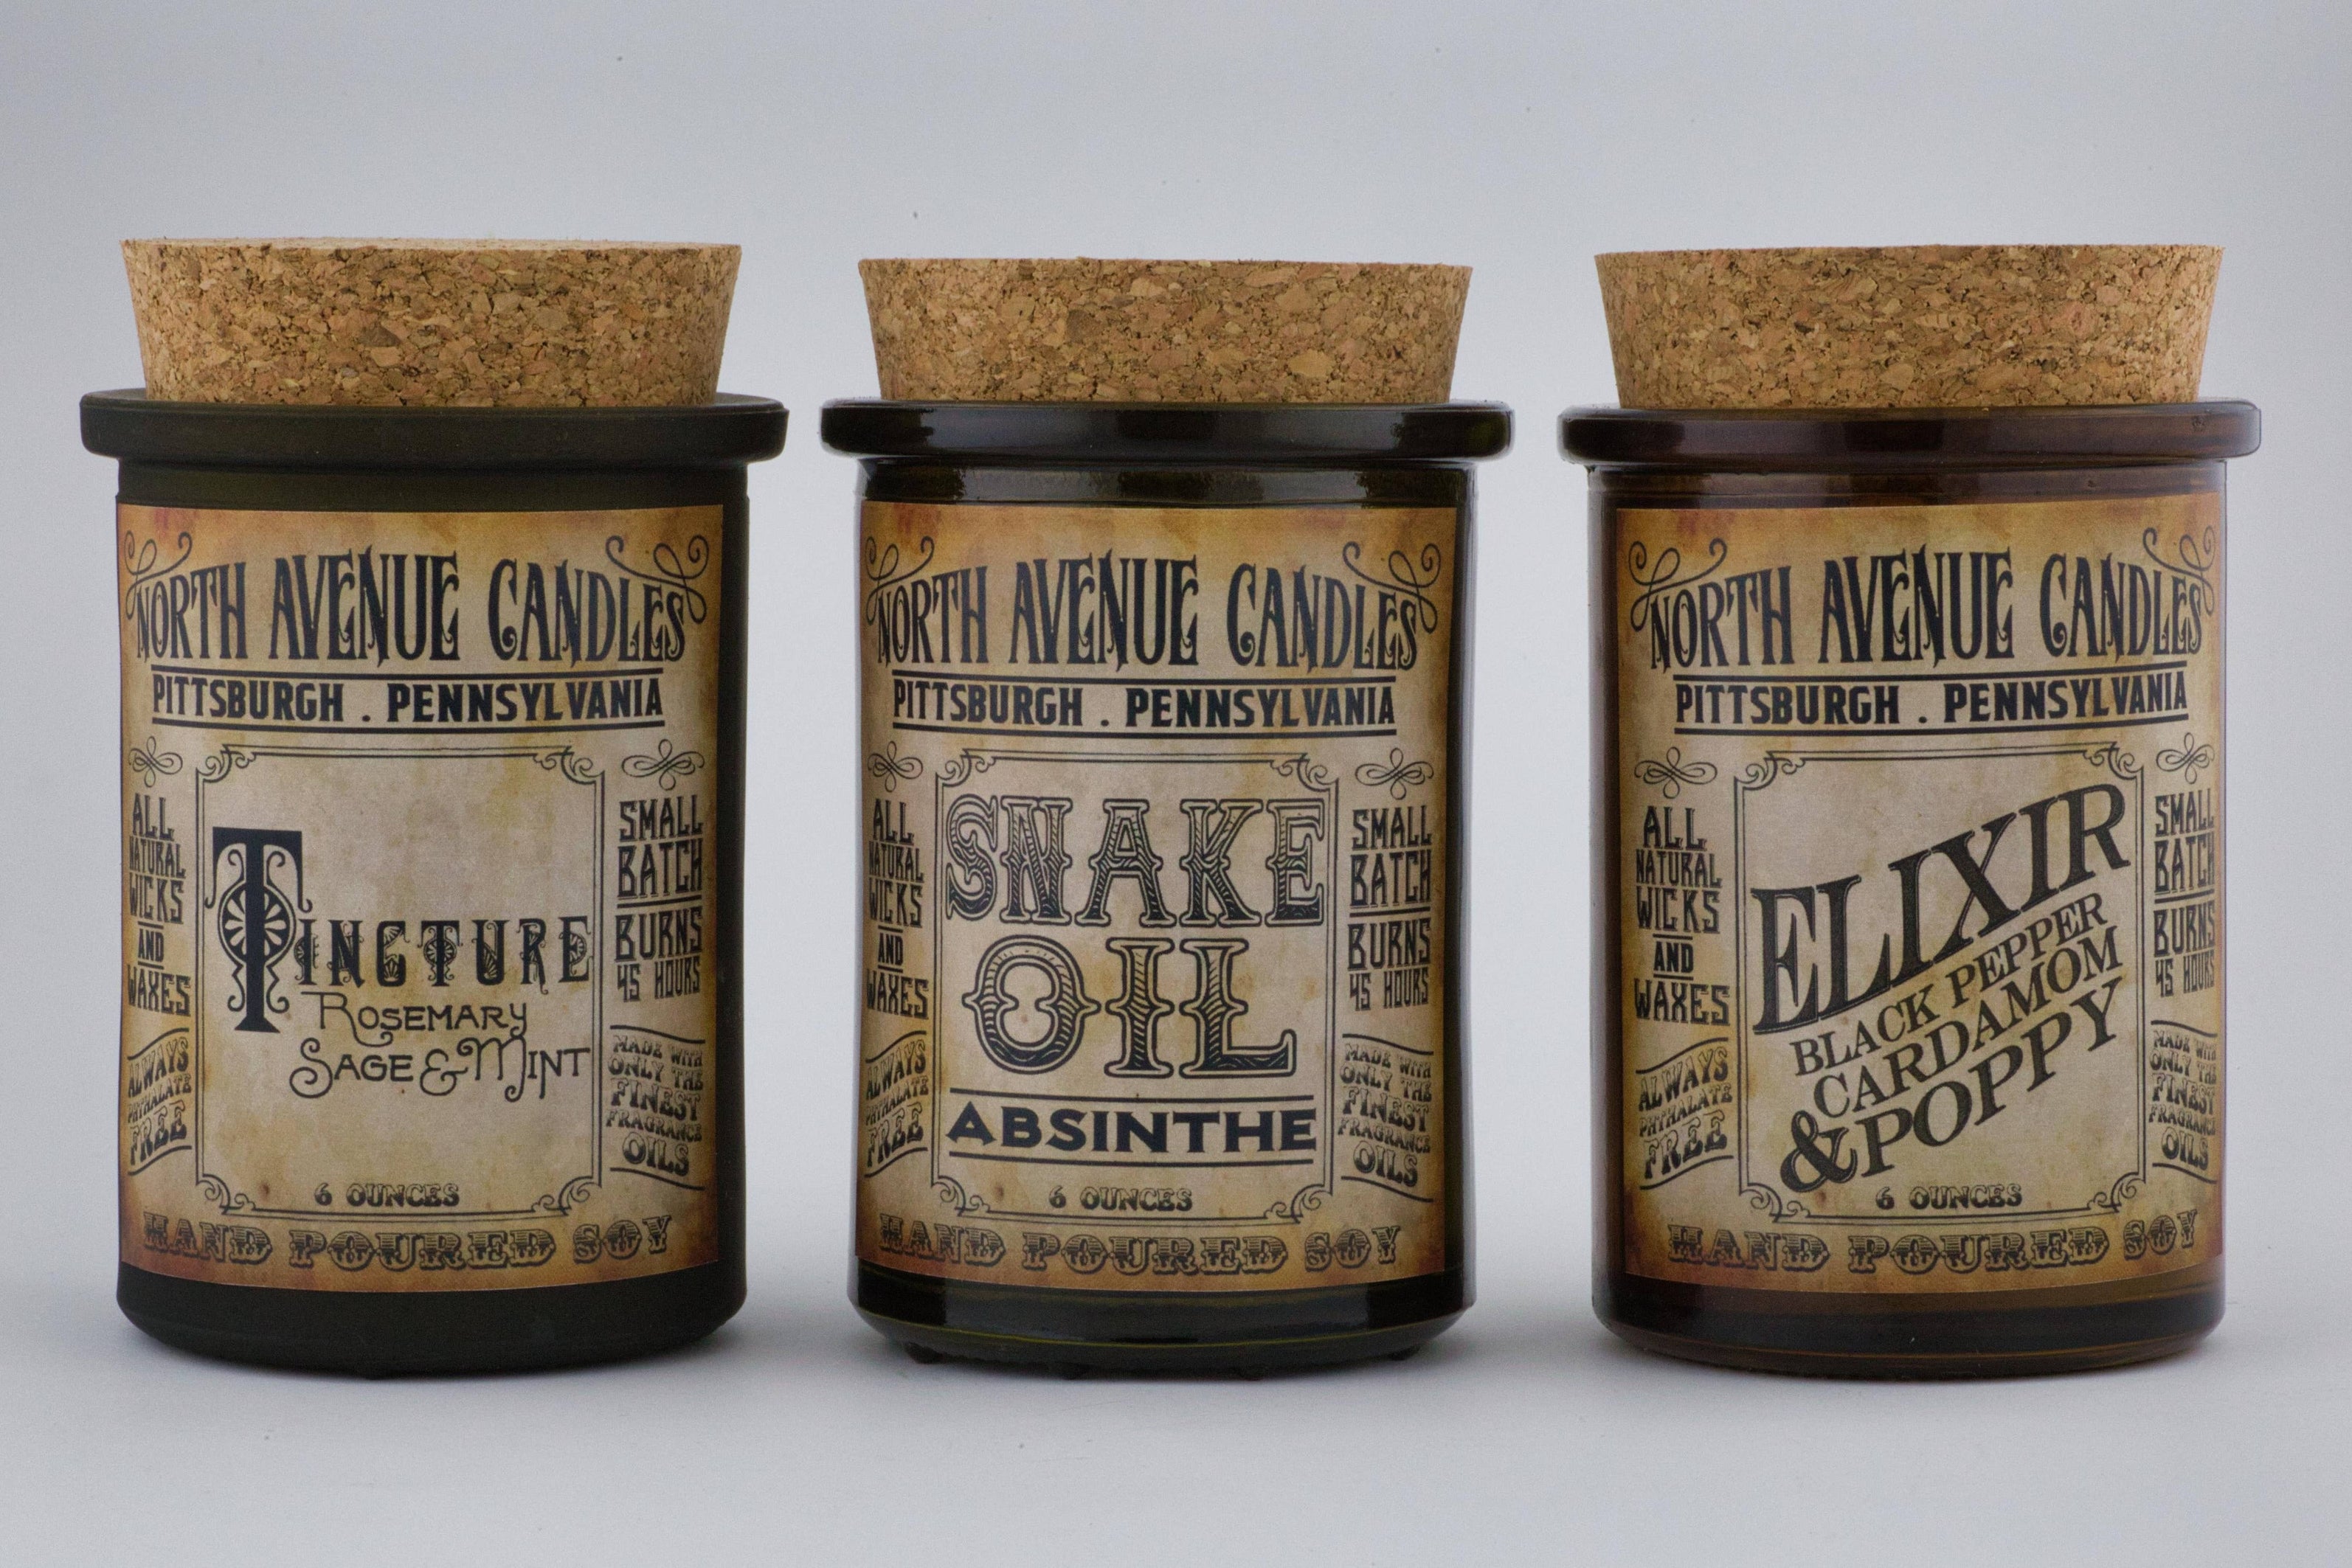 NORTH AVENUE CANDLES
PITTSBURGH . PENNSYLVANIA
ALL
NATURAL
WICKS
AND
WAXES
ALWAYS
PHTHALATE
FREE
TINCTURE
ROSEMARY
SAGE & MINT
6 OUNCES
SMALL
BATCH
BURNS
45 HOURS
MADE WITH
ONLY THE
FINEST
FRAGRANCE
OILS
HAND POURED SOY
NORTH AVENUE CANDLES
PITTSBURGH . PENNSYLVANIA
ALL
NATURAL
WICKS
AND
WAXES
ALWAYS
PHTHALATE
FREE
SNAKE
OIL
ABSINTHE
6 OUNCES
SMALL
BATCH
BURNS
45 HOURS
MADE WITH
ONLY THE
FINEST
FRAGRANCE
OILS
HAND POURED SOY
NORTH AVENUE CANDLES
PITTSBURGH . PENNSYLVANIA
ALL
NATURAL
WICKS
AND
WAXES
ALWAYS
PHTHALATE
FREE
ELIXIR
BLACK PEPPER
CARDAMOM
&POPPY
6 OUNCES
SMALL
BATCH
BURNS
45 HOURS
MADE WITH
ONLY THE
FINEST
FRAGRANCE
OILS
HAND POURED SOY